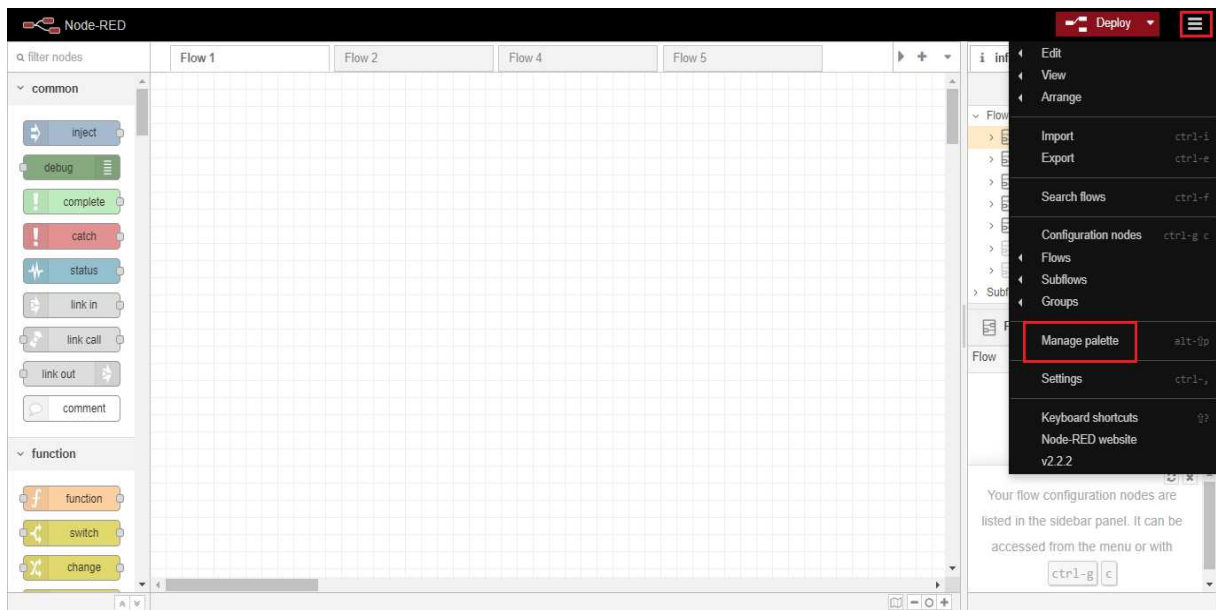 Node-RED
Deploy
filter nodes
Flow 1
Flow 2
Flow 4
Flow 5
common
inject
debug
complete
catch
status
link in
link call
link out
comment
function
function
switch
change
i inf
Flow
Subf
Flow
Edit
View
Arrange
Import ctrl-i
Export ctrl-e
Search flows ctrl-f
Configuration nodes ctrl-g c
Flows
Subflows
Groups
Manage palette alt-⇧p
Settings ctrl-,
Keyboard shortcuts ⇧?
Node-RED website
v2.2.2
Your flow configuration nodes are
listed in the sidebar panel. It can be
accessed from the menu or with
ctrl-g c